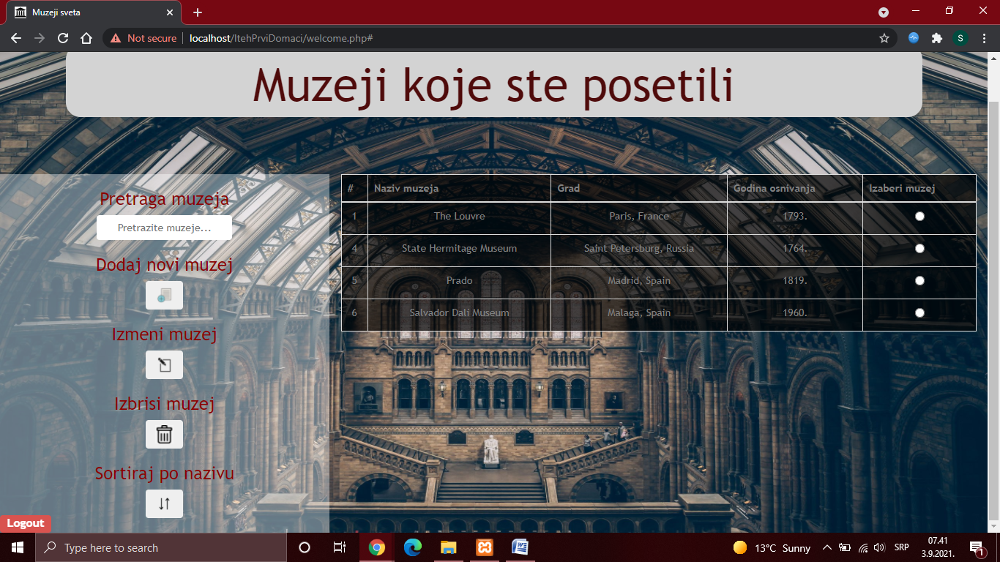 Muzeji sveta
Not secure localhost/ItehPrviDomaci/welcome.php#
S
Muzeji koje ste posetili
Pretraga muzeja
Pretrazite muzeje...
Dodaj novi muzej
Izmeni muzej
Izbrisi muzej
Sortiraj po nazivu
Logout
# Naziv muzeja Grad Godina osnivanja Izaberi muzej
1 The Louvre Paris, France 1793.
4 State Hermitage Museum Saint Petersburg, Russia 1764.
5 Prado Madrid, Spain 1819.
6 Salvador Dali Museum Malaga, Spain 1960.
Type here to search
13°C Sunny
SRP
07.41
3.9.2021.
1